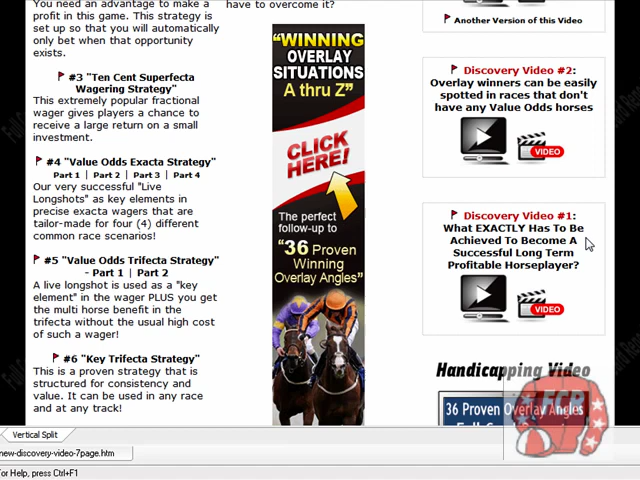 You need an advantage to make a
profit in this game. This strategy is
set up so that you will automatically
only bet when that opportunity
exists.
#3 "Ten Cent Superfecta
Wagering Strategy"
This extremely popular fractional
wager gives players a chance to
receive a large return on a small
investment.
#4 "Value Odds Exacta Strategy"
Part 1 | Part 2 | Part 3 | Part 4
Our very successful "Live
Longshots" as key elements in
precise exacta wagers that are
tailor-made for four (4) different
common race scenarios!
#5 "Value Odds Trifecta Strategy"
- Part 1 | Part 2
A live longshot is used as a "key
element" in the wager PLUS you get
the multi horse benefit in the
trifecta without the usual high cost
of such a wager!
#6 "Key Trifecta Strategy"
This is a proven strategy that is
structured for consistency and
value. It can be used in any race
and at any track!
have to overcome it?
"WINNING
OVERLAY
SITUATIONS
A thru Z"
CLICK
HERE!
The perfect
follow-up to
"36 Proven
Winning
Overlay Angles"
Another Version of this Video
Discovery Video #2:
Overlay winners can be easily
spotted in races that don't
have any Value Odds horses
VIDEO
Discovery Video #1:
What EXACTLY Has To Be
Achieved To Become A
Successful Long Term
Profitable Horseplayer?
VIDEO
Handicapping Video
36 Proven Overlay Angles
FCR
Vertical Split
new-discovery-video-7page.htm
For Help, press Ctrl+F1